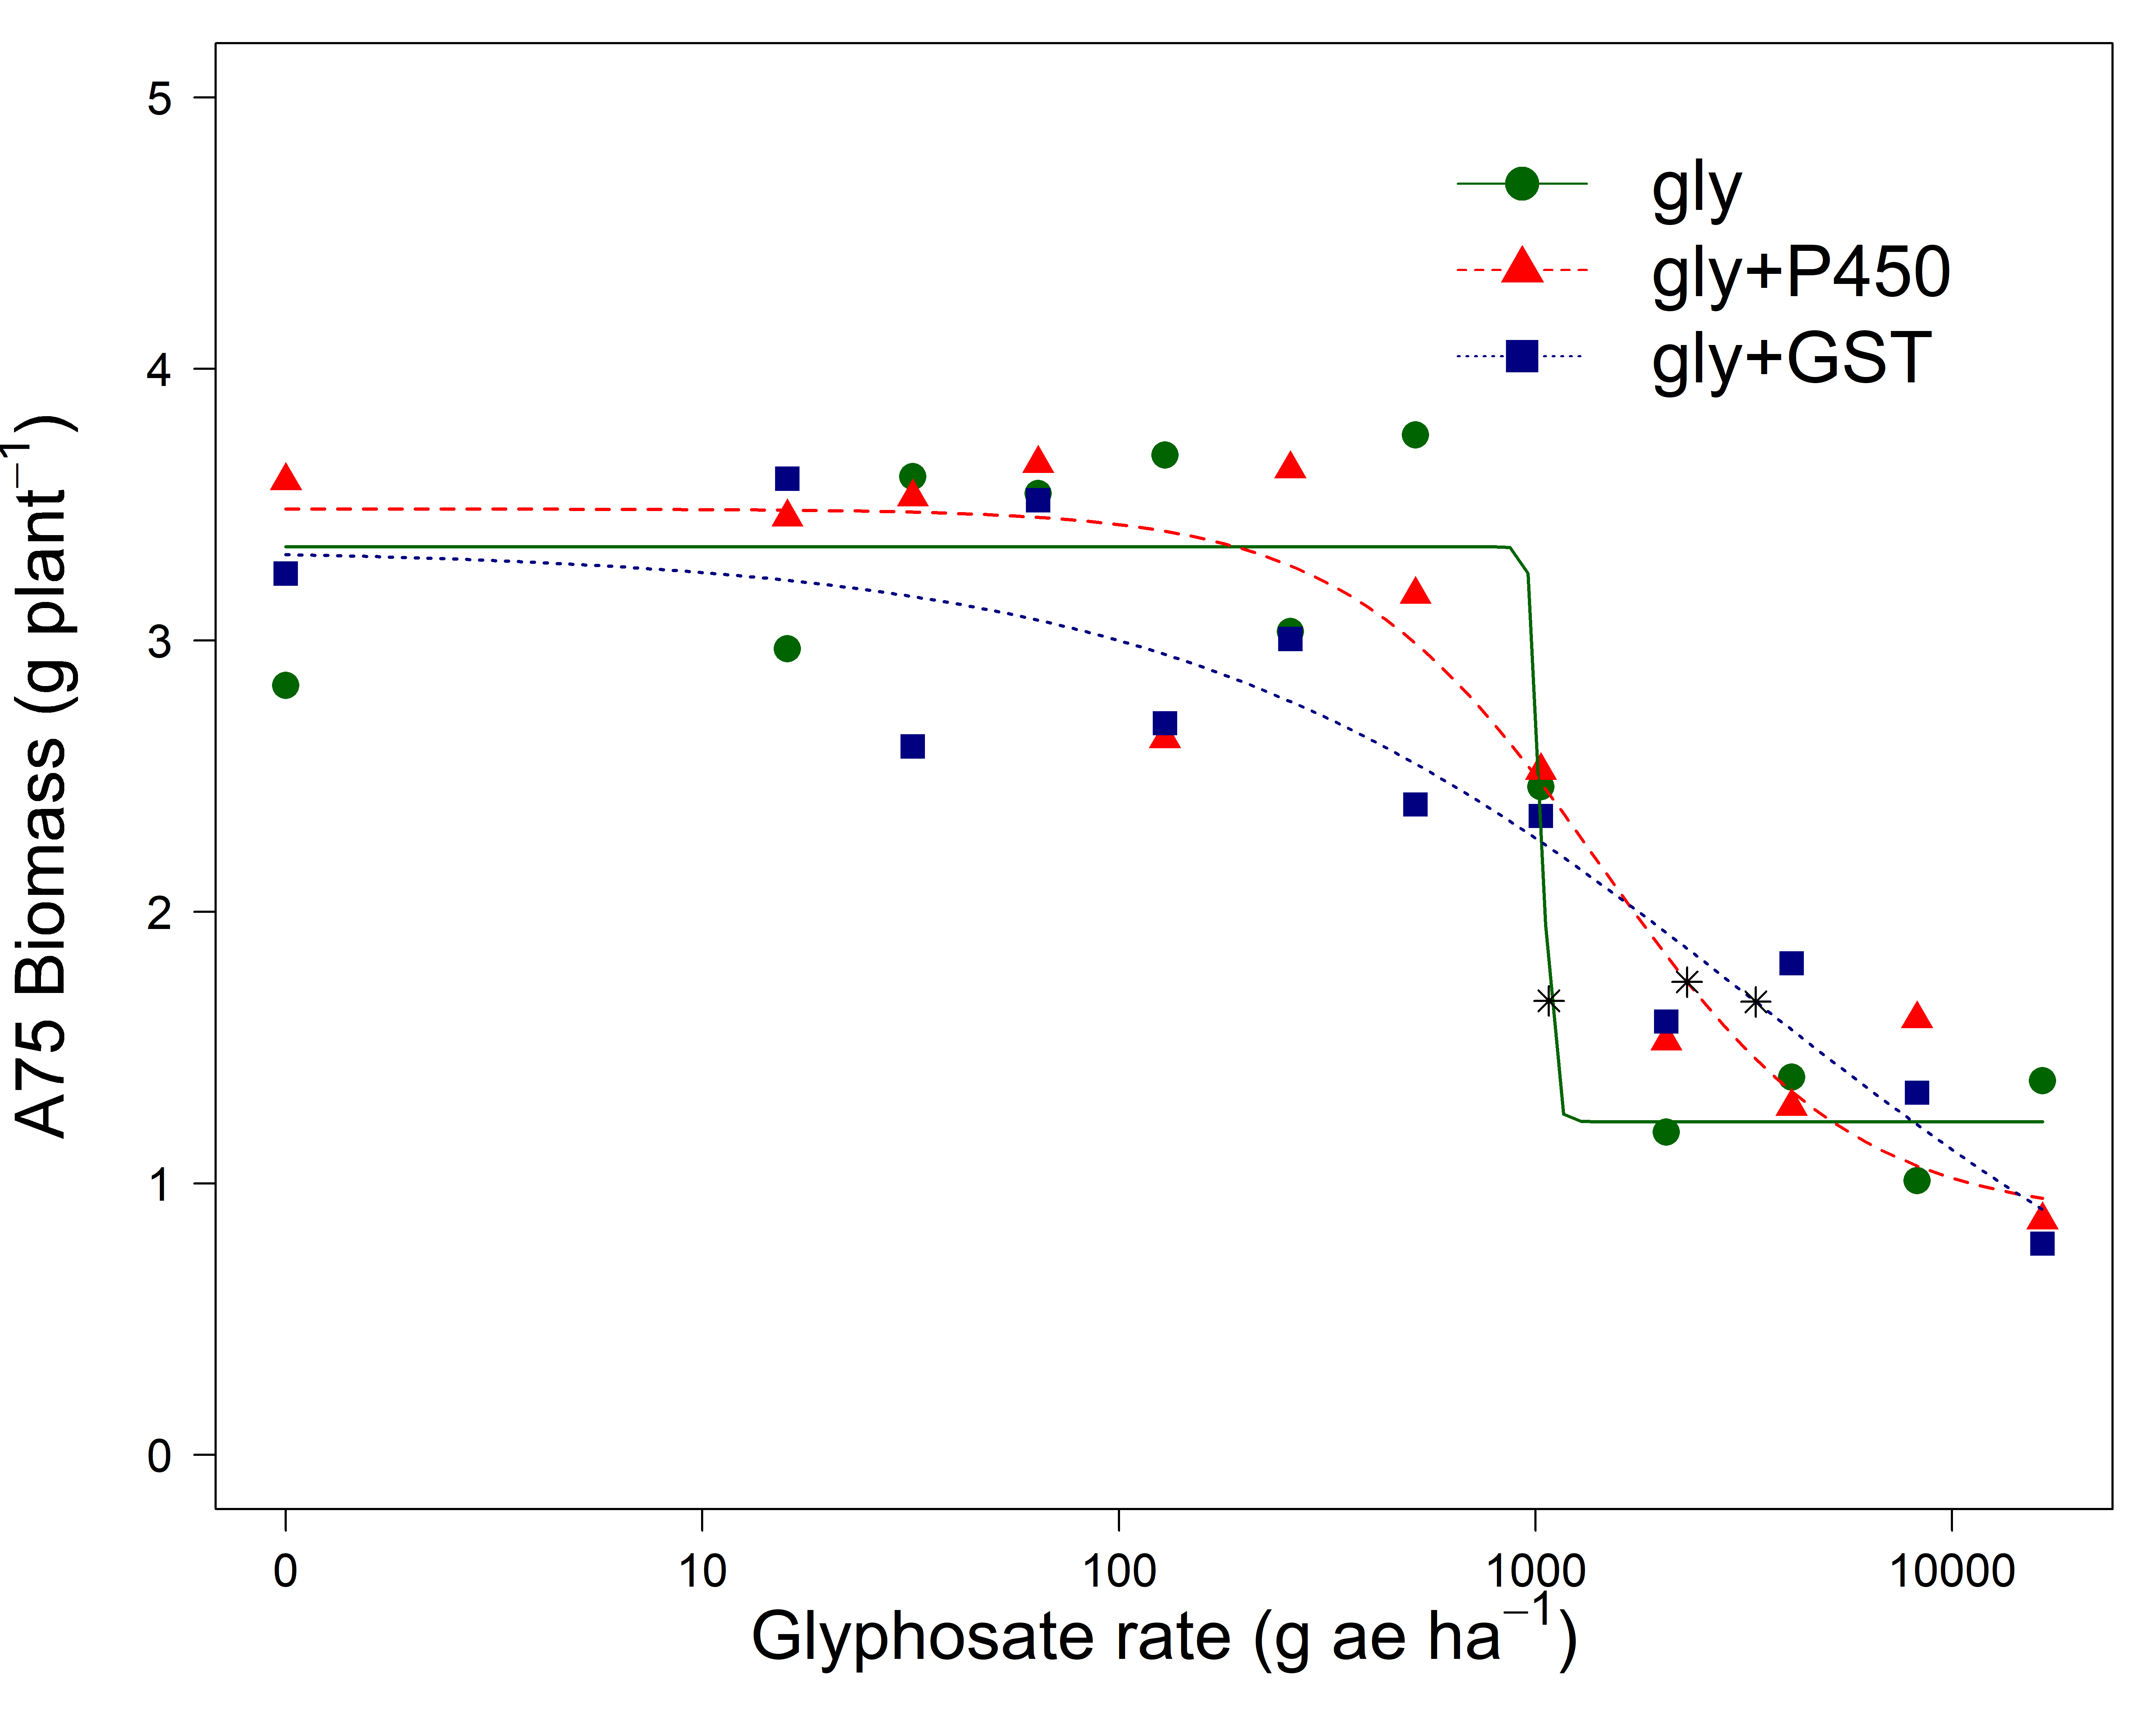 A75 Biomass (g plant⁻¹)
5
4
3
2
1
0
gly
gly+P450
gly+GST
0 10 100 1000 10000
Glyphosate rate (g ae ha⁻¹)